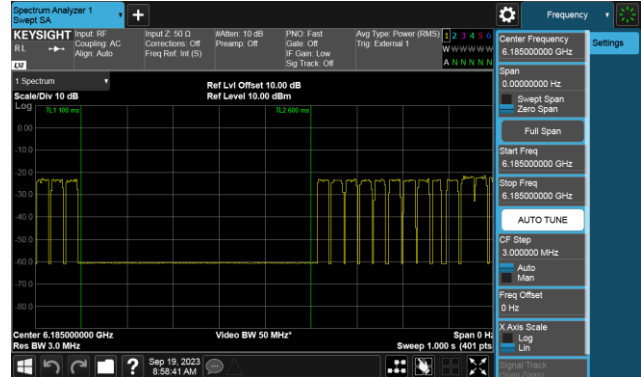 Spectrum Analyzer 1
Swept SA
+
Frequency
KEYSIGHT
RL
LXI
Input: RF
Coupling: AC
Align: Auto
Input Z: 50 Ω
Corrections: Off
Freq Ref: Int (S)
#Atten: 10 dB
Preamp: Off
PNO: Fast
Gate: Off
IF Gain: Low
Sig Track: Off
Avg Type: Power (RMS)
Trig: External 1
1 2 3 4 5 6
W W W W W W
A N N N N N
1 Spectrum
Scale/Div 10 dB
Ref Lvl Offset 10.00 dB
Ref Level 10.00 dBm
Log
TL1 100 ms
TL2 600 ms
0.00
-10.0
-20.0
-30.0
-40.0
-50.0
-60.0
-70.0
-80.0
Center 6.185000000 GHz
Res BW 3.0 MHz
Video BW 50 MHz*
Span 0 Hz
Sweep 1.000 s (401 pts)
?
Sep 19, 2023
8:58:41 AM
Center Frequency
6.185000000 GHz
Settings
Span
0.00000000 Hz
Swept Span
Zero Span
Full Span
Start Freq
6.185000000 GHz
Stop Freq
6.185000000 GHz
AUTO TUNE
CF Step
3.000000 MHz
Auto
Man
Freq Offset
0 Hz
X Axis Scale
Log
Lin
Signal Track
(Span Zoom)